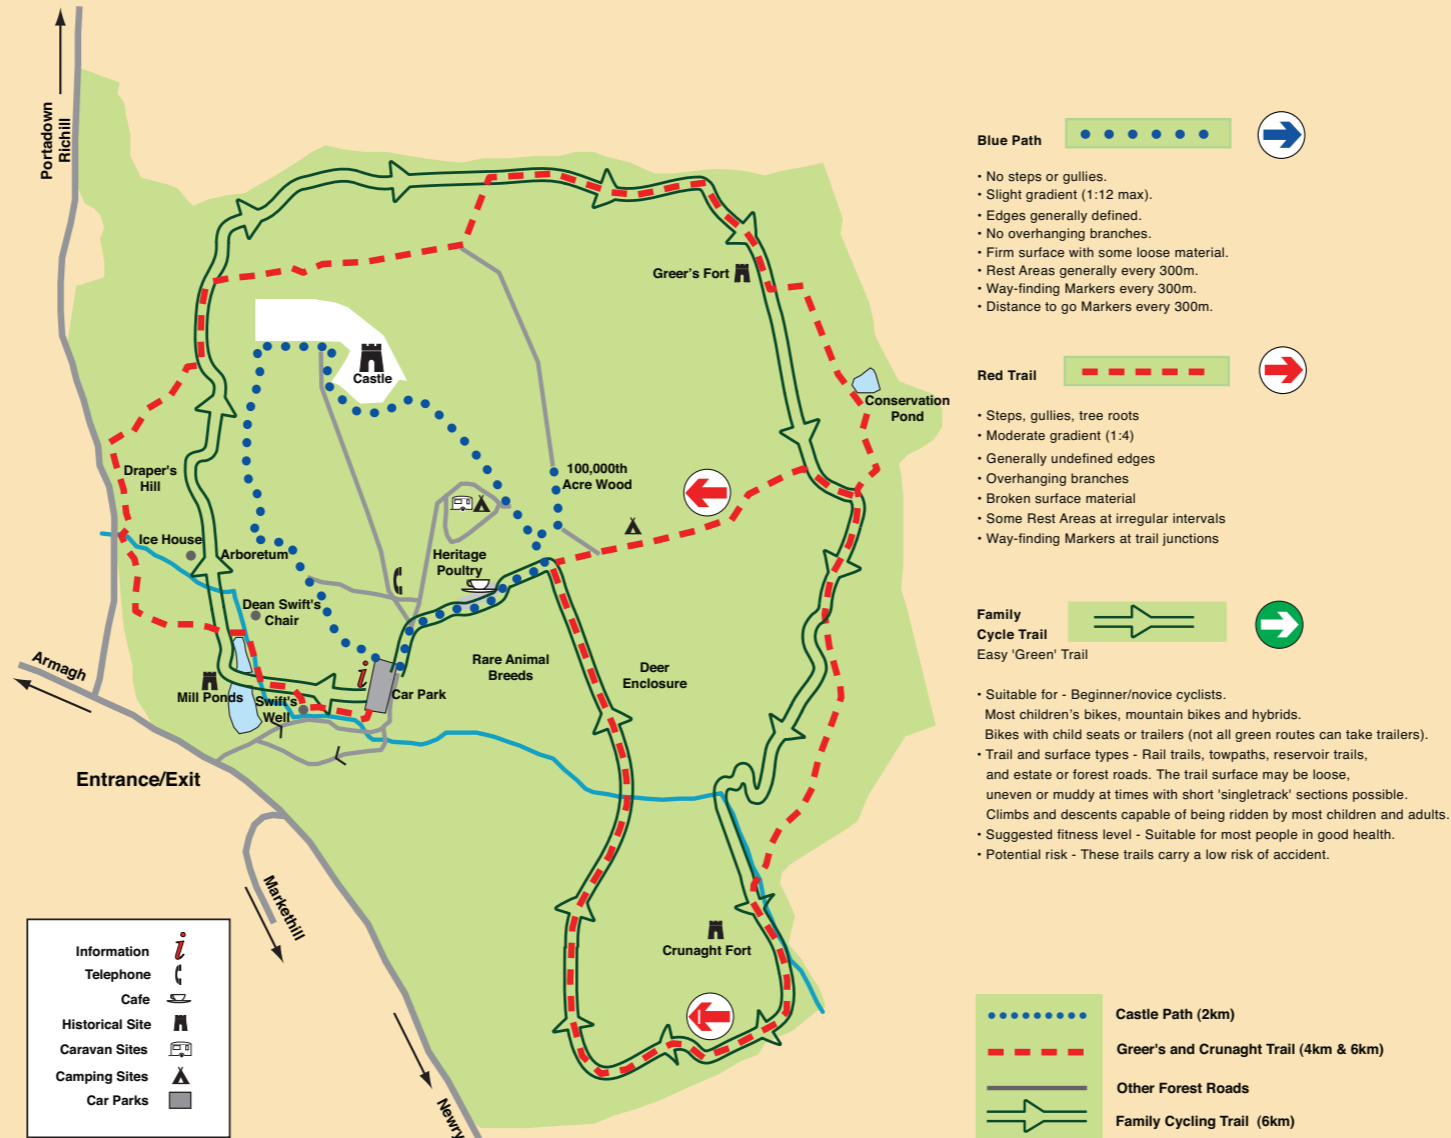 Portadown
Richill
Greer's Fort
Castle
Conservation
Pond
Draper's
Hill
100,000th
Acre Wood
Ice House
Arboretum
Heritage
Poultry
Dean Swift's
Chair
Armagh
Rare Animal
Breeds
Deer
Enclosure
i
Mill Ponds
Swift's
Well
Car Park
Entrance/Exit
Markethill
Crunaght Fort
Newry
Information i
Telephone
Cafe
Historical Site
Caravan Sites
Camping Sites
Car Parks
Blue Path
• No steps or gullies.
• Slight gradient (1:12 max).
• Edges generally defined.
• No overhanging branches.
• Firm surface with some loose material.
• Rest Areas generally every 300m.
• Way-finding Markers every 300m.
• Distance to go Markers every 300m.
Red Trail
• Steps, gullies, tree roots
• Moderate gradient (1:4)
• Generally undefined edges
• Overhanging branches
• Broken surface material
• Some Rest Areas at irregular intervals
• Way-finding Markers at trail junctions
Family
Cycle Trail
Easy 'Green' Trail
• Suitable for - Beginner/novice cyclists.
Most children's bikes, mountain bikes and hybrids.
Bikes with child seats or trailers (not all green routes can take trailers).
• Trail and surface types - Rail trails, towpaths, reservoir trails,
and estate or forest roads. The trail surface may be loose,
uneven or muddy at times with short 'singletrack' sections possible.
Climbs and descents capable of being ridden by most children and adults.
• Suggested fitness level - Suitable for most people in good health.
• Potential risk - These trails carry a low risk of accident.
Castle Path (2km)
Greer's and Crunaght Trail (4km & 6km)
Other Forest Roads
Family Cycling Trail (6km)